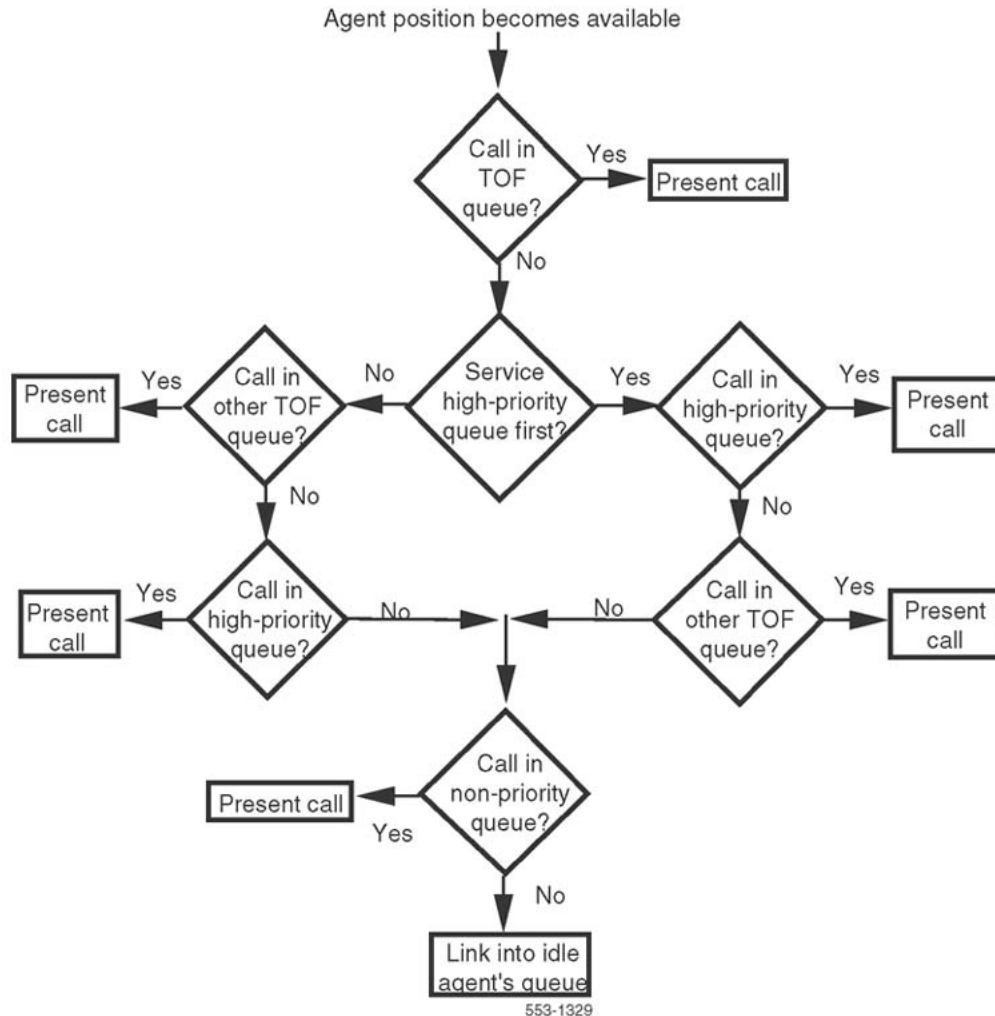 Agent position becomes available
Call in
TOF
queue?
Yes
Present call
No
Service
high-priority
queue first?
No
Yes
Call in
other TOF
queue?
Yes
Present
call
No
Call in
high-priority
queue?
Yes
Present
call
No
Call in
high-priority
queue?
Yes
Present
call
No
Call in
other TOF
queue?
Yes
Present
call
No
Call in
non-priority
queue?
Present call
Yes
No
Link into idle
agent's queue
553-1329